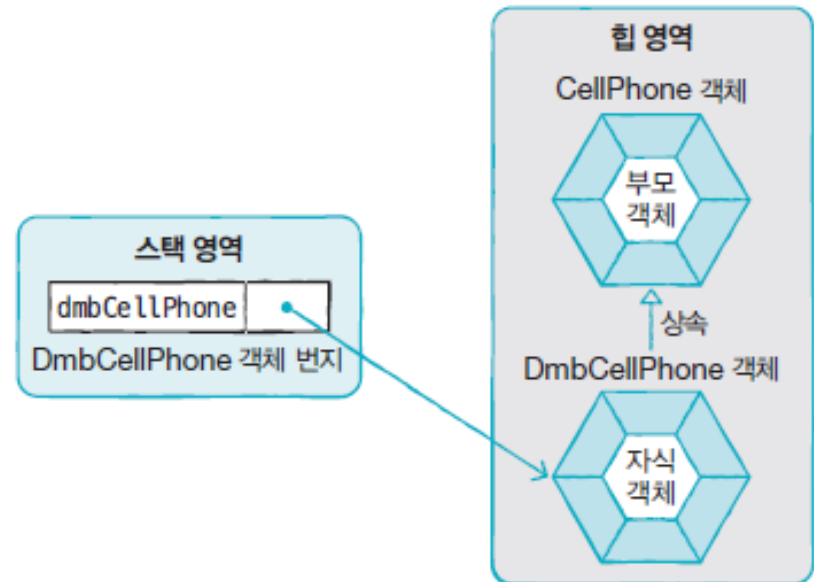 힙 영역
CellPhone 객체
부모
객체
스택 영역
dmbCellPhone
DmbCellPhone 객체 번지
상속
DmbCellPhone 객체
자식
객체